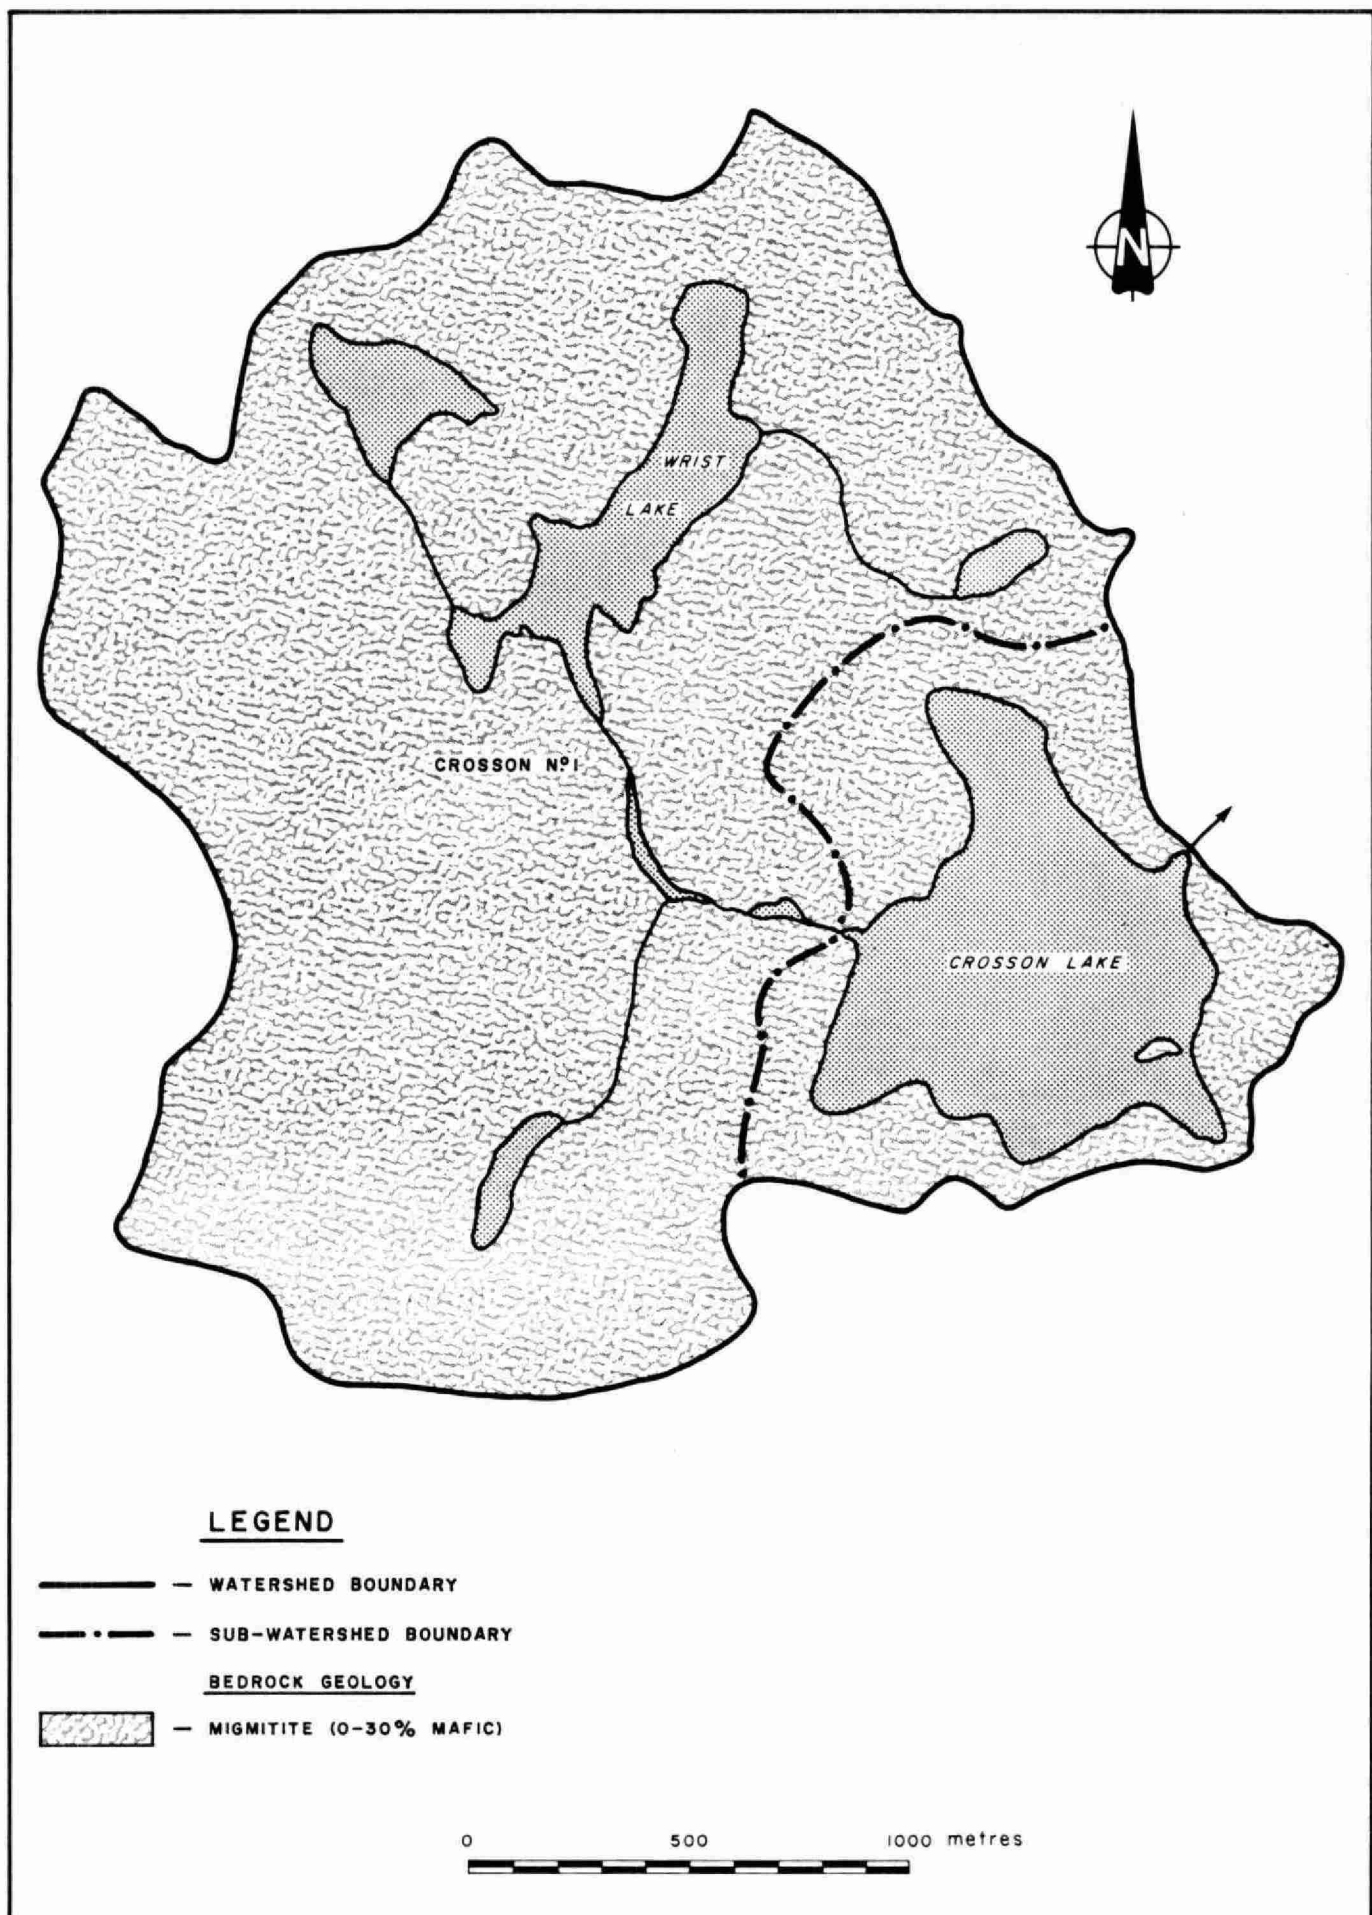 N
WRIST
LAKE
CROSSON Nº1
CROSSON LAKE
LEGEND
— WATERSHED BOUNDARY
— SUB-WATERSHED BOUNDARY
BEDROCK GEOLOGY
— MIGMITITE (0-30% MAFIC)
0 500 1000 metres